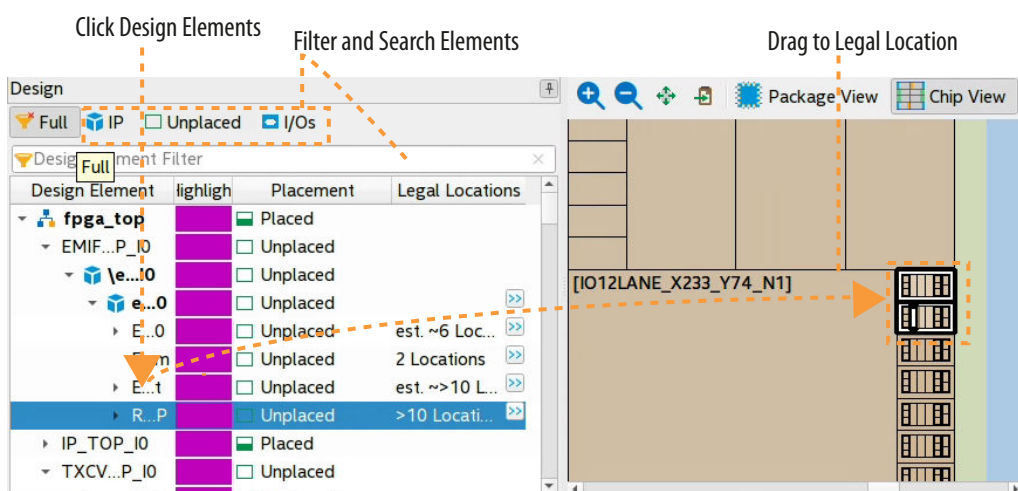 Click Design Elements
Filter and Search Elements
Drag to Legal Location
Design
Full IP Unplaced I/Os
Package View Chip View
Full
Filter
Design Element Highligh Placement Legal Locations
fpga_top Placed
EMIF...P_I0 Unplaced
\e...I0 Unplaced
e...0 Unplaced >>
E...0 Unplaced est. ~6 Loc... >>
Unplaced 2 Locations >>
E...t Unplaced est. ~>10 L... >>
R...P Unplaced >10 Locati... >>
IP_TOP_I0 Placed
TXCV...P_I0 Unplaced
[IO12LANE_X233_Y74_N1]